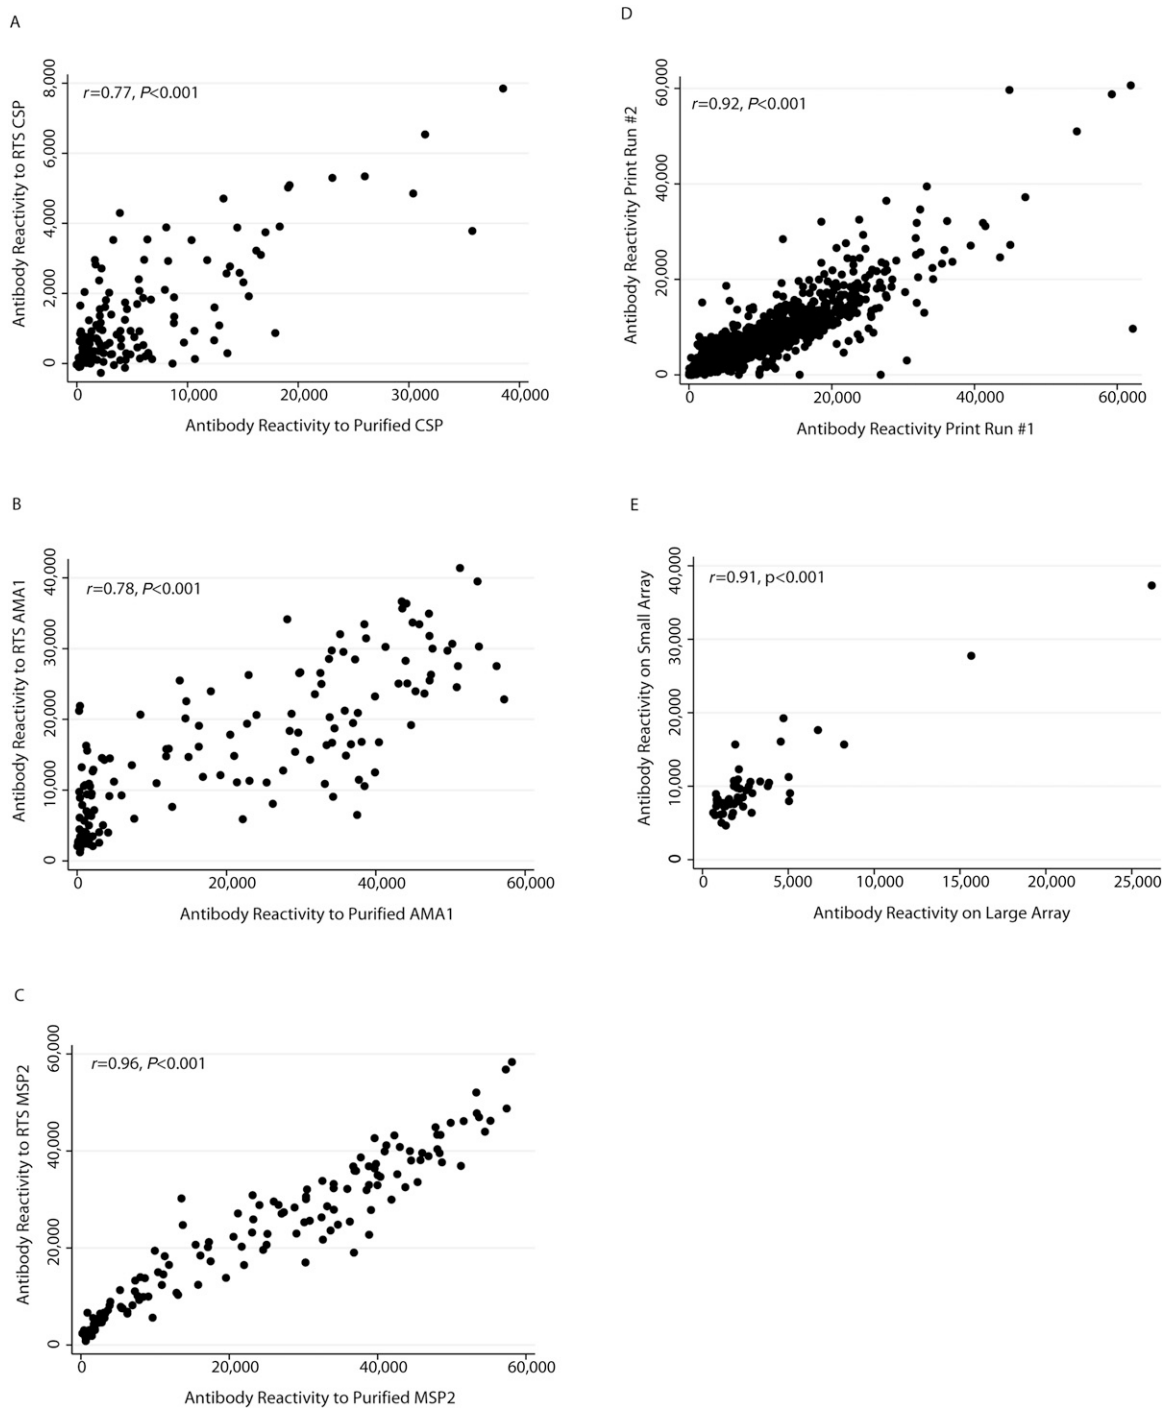 A
r=0.77, P<0.001
Antibody Reactivity to RTS CSP
8,000
6,000
4,000
2,000
0
0
10,000
20,000
30,000
40,000
Antibody Reactivity to Purified CSP
B
r=0.78, P<0.001
Antibody Reactivity to RTS AMA1
40,000
30,000
20,000
10,000
0
0
20,000
40,000
60,000
Antibody Reactivity to Purified AMA1
C
r=0.96, P<0.001
Antibody Reactivity to RTS MSP2
60,000
40,000
20,000
0
0
20,000
40,000
60,000
Antibody Reactivity to Purified MSP2
D
r=0.92, P<0.001
Antibody Reactivity Print Run #2
60,000
40,000
20,000
0
0
20,000
40,000
60,000
Antibody Reactivity Print Run #1
E
r=0.91, p<0.001
Antibody Reactivity on Small Array
40,000
30,000
20,000
10,000
0
0
5,000
10,000
15,000
20,000
25,000
Antibody Reactivity on Large Array